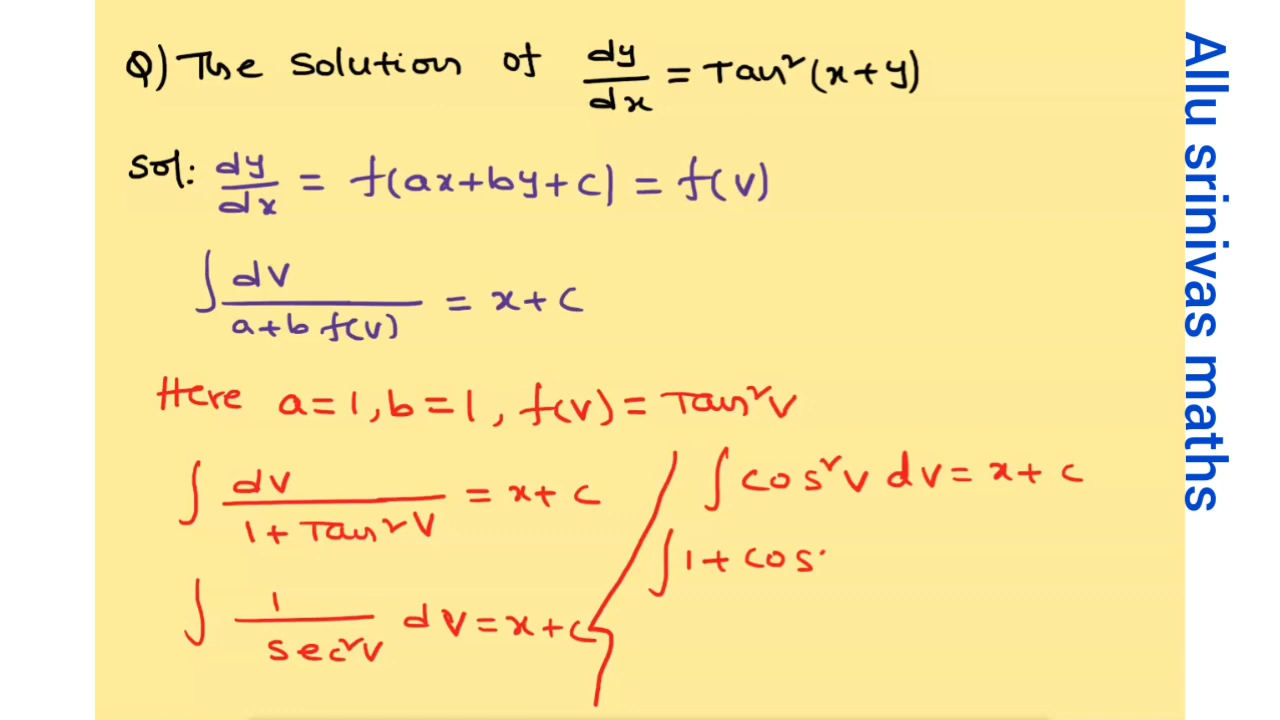 Q) The Solution of dy/dx = Tan²(x+y)
Sol: dy/dx = f(ax+by+c) = f(v)
∫ dv/(a+b f(v)) = x+c
Here a=1, b=1, f(v) = Tan²v
∫ dv/(1+Tan²v) = x+c
∫ 1/sec²v dv = x+c
∫ cos²v dv = x+c
∫ 1+cos
Allu srinivas maths